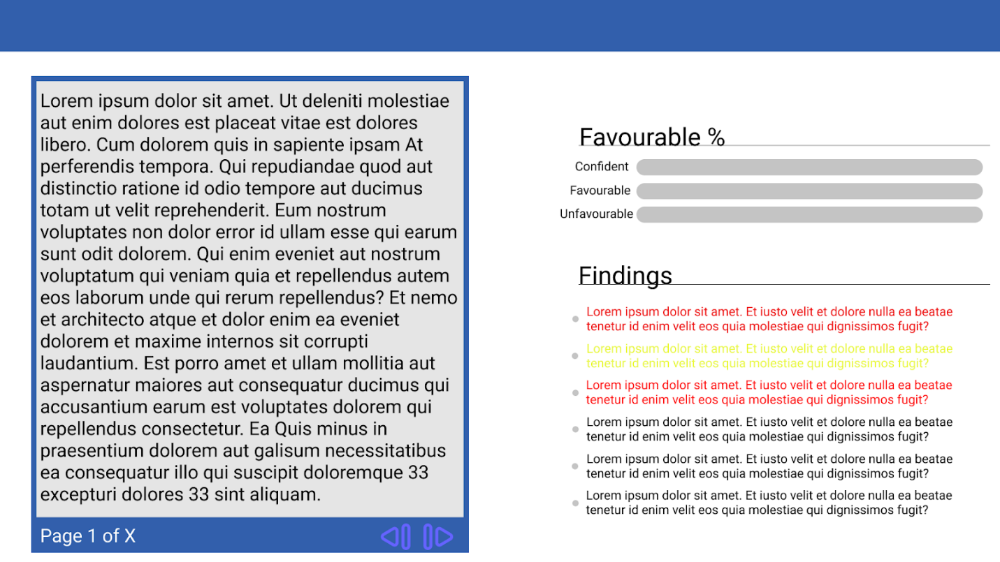 Lorem ipsum dolor sit amet. Ut deleniti molestiae
aut enim dolores est placeat vitae est dolores
libero. Cum dolorem quis in sapiente ipsam At
perferendis tempora. Qui repudiandae quod aut
distinctio ratione id odio tempore aut ducimus
totam ut velit reprehenderit. Eum nostrum
voluptates non dolor error id ullam esse qui earum
sunt odit dolorem. Qui enim eveniet aut nostrum
voluptatum qui veniam quia et repellendus autem
eos laborum unde qui rerum repellendus? Et nemo
et architecto atque et dolor enim ea eveniet
dolorem et maxime internos sit corrupti
laudantium. Est porro amet et ullam mollitia aut
aspernatur maiores aut consequatur ducimus qui
accusantium earum est voluptates dolorem qui
repellendus consectetur. Ea Quis minus in
praesentium dolorem aut galisum necessitatibus
ea consequatur illo qui suscipit doloremque 33
excepturi dolores 33 sint aliquam.
Page 1 of X
Favourable %
Confident
Favourable
Unfavourable
Findings
Lorem ipsum dolor sit amet. Et iusto velit et dolore nulla ea beatae
tenetur id enim velit eos quia molestiae qui dignissimos fugit?
Lorem ipsum dolor sit amet. Et iusto velit et dolore nulla ea beatae
tenetur id enim velit eos quia molestiae qui dignissimos fugit?
Lorem ipsum dolor sit amet. Et iusto velit et dolore nulla ea beatae
tenetur id enim velit eos quia molestiae qui dignissimos fugit?
Lorem ipsum dolor sit amet. Et iusto velit et dolore nulla ea beatae
tenetur id enim velit eos quia molestiae qui dignissimos fugit?
Lorem ipsum dolor sit amet. Et iusto velit et dolore nulla ea beatae
tenetur id enim velit eos quia molestiae qui dignissimos fugit?
Lorem ipsum dolor sit amet. Et iusto velit et dolore nulla ea beatae
tenetur id enim velit eos quia molestiae qui dignissimos fugit?